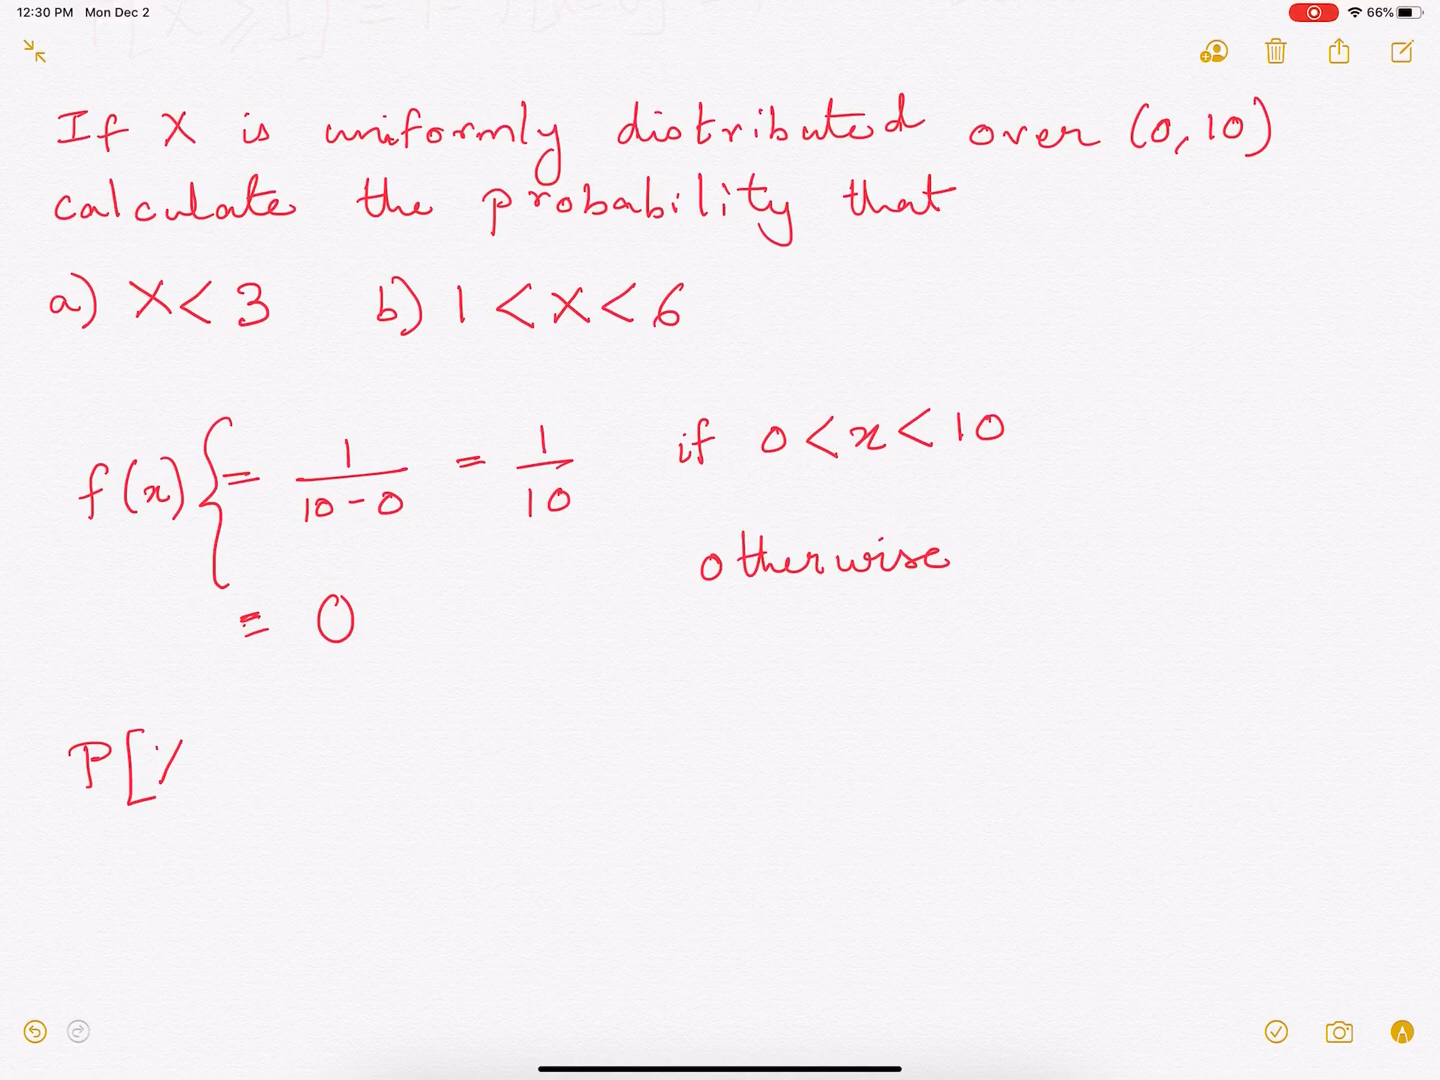 12:30 PM Mon Dec 2
66%
If X is uniformly distributed over (0, 10)
calculate the probability that
a) X < 3 b) 1 < X < 6
f(x) { = 1/(10 - 0) = 1/10 if 0 < x < 10
otherwise
= 0
P[